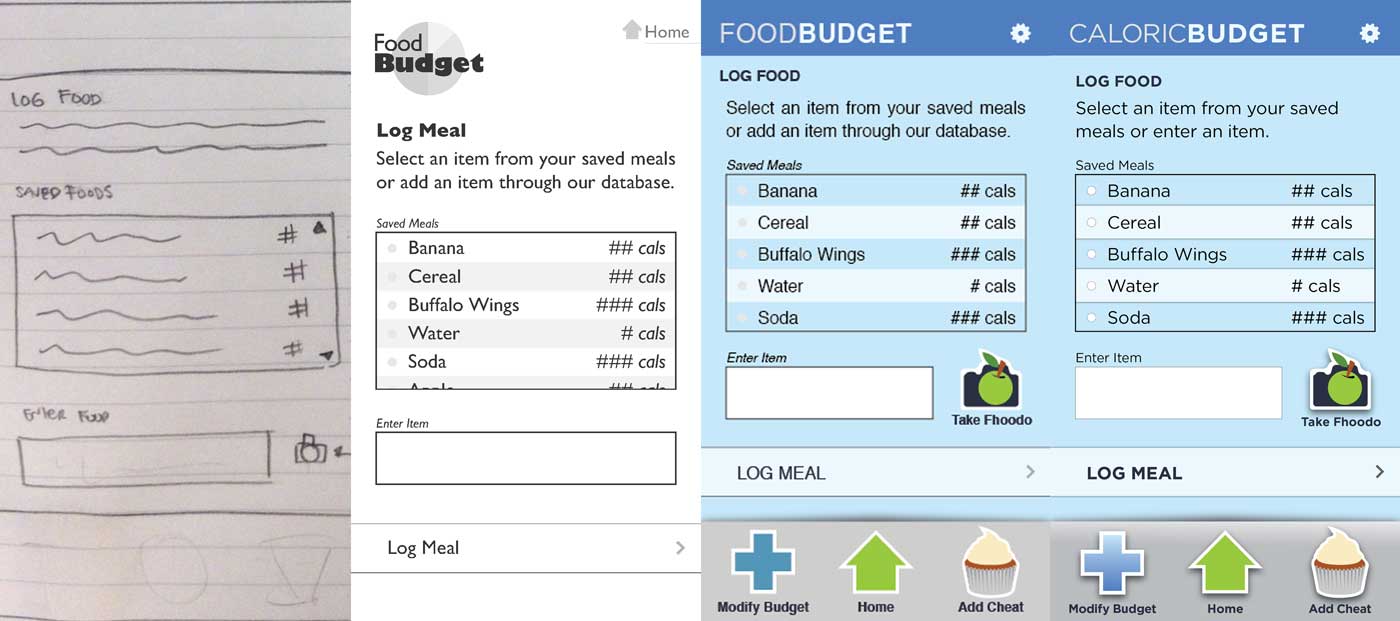 LOG FOOD
SAVED FOODS
#
#
#
#
ENTER FOOD
Food
Budget
Home
Log Meal
Select an item from your saved meals
or add an item through our database.
Saved Meals
Banana ## cals
Cereal ## cals
Buffalo Wings ### cals
Water # cals
Soda ### cals
Apple ## cals
Enter Item
Log Meal
FOODBUDGET
LOG FOOD
Select an item from your saved meals
or add an item through our database.
Saved Meals
Banana ## cals
Cereal ## cals
Buffalo Wings ### cals
Water # cals
Soda ### cals
Enter Item
Take Fhoodo
LOG MEAL
Modify Budget
Home
Add Cheat
CALORICBUDGET
LOG FOOD
Select an item from your saved
meals or enter an item.
Saved Meals
Banana ## cals
Cereal ## cals
Buffalo Wings ### cals
Water # cals
Soda ### cals
Enter Item
Take Fhoodo
LOG MEAL
Modify Budget
Home
Add Cheat